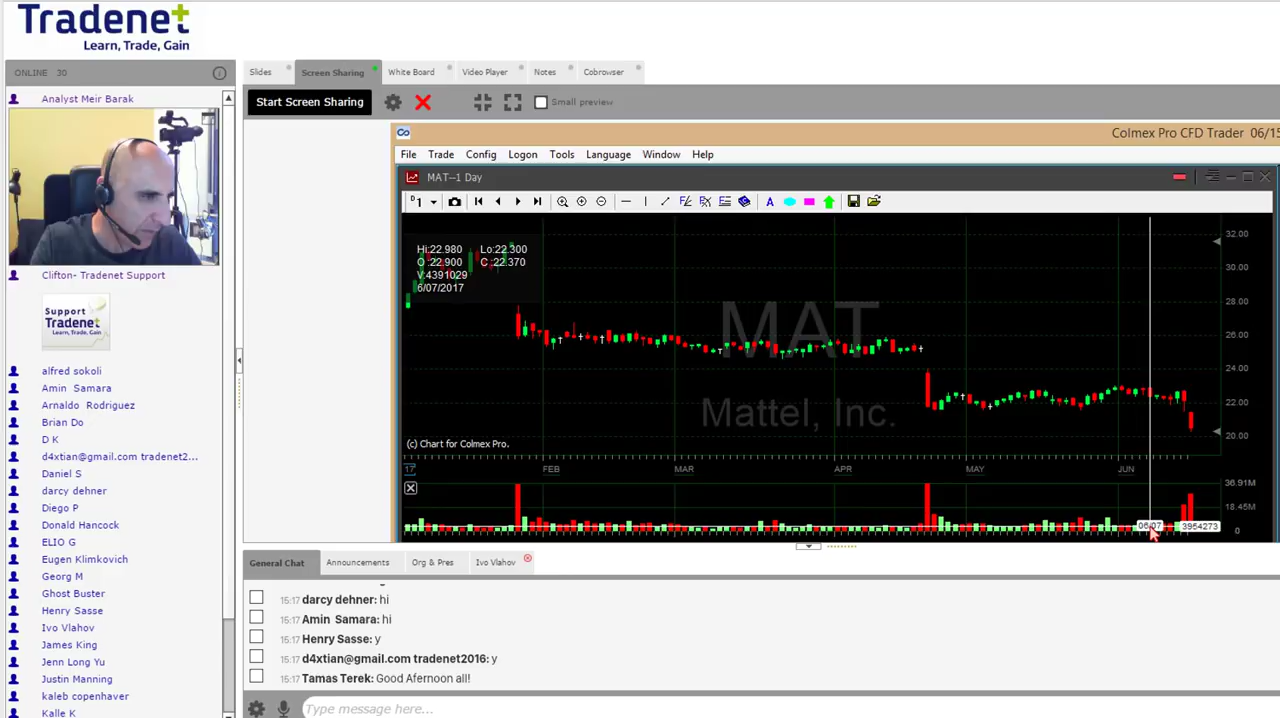 Tradenet
Learn, Trade, Gain
ONLINE 30
Analyst Meir Barak
Clifton- Tradenet Support
Support
Tradenet
Learn, Trade, Gain
alfred sokoli
Amin Samara
Arnaldo Rodriguez
Brian Do
D K
d4xtian@gmail.com tradenet2...
Daniel S
darcy dehner
Diego P
Donald Hancock
ELIO G
Eugen Klimkovich
Georg M
Ghost Buster
Henry Sasse
Ivo Vlahov
James King
Jenn Long Yu
Justin Manning
kaleb copenhaver
Kalle K
Slides
Screen Sharing
White Board
Video Player
Notes
Cobrowser
Start Screen Sharing
Small preview
Colmex Pro CFD Trader 06/15
File Trade Config Logon Tools Language Window Help
MAT--1 Day
D1
A
Hi:22.980 Lo:22.300
O :22.900 C :22.370
V:4391029
6/07/2017
MAT
Mattel, Inc.
(c) Chart for Colmex Pro.
32.00
30.00
28.00
26.00
24.00
22.00
20.00
17 FEB MAR APR MAY JUN
36.91M
18.45M
0
06/07
3954273
General Chat
Announcements
Org & Pres
Ivo Vlahov
15:17 darcy dehner: hi
15:17 Amin Samara: hi
15:17 Henry Sasse: y
15:17 d4xtian@gmail.com tradenet2016: y
15:17 Tamas Terek: Good Afernoon all!
Type message here...